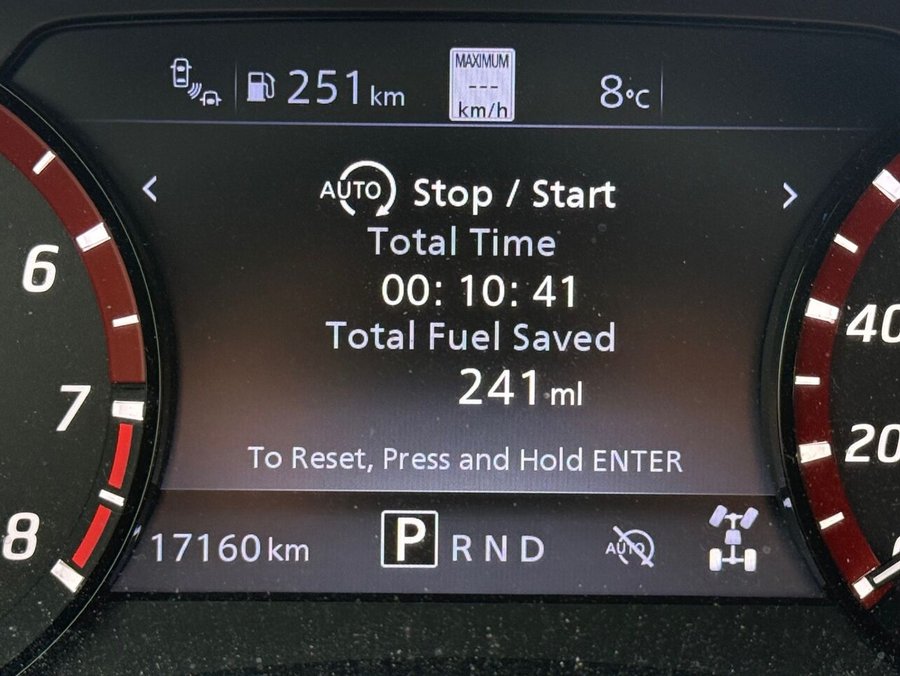 251 km
MAXIMUM
---
km/h
8°C
AUTO Stop / Start
Total Time
00: 10: 41
Total Fuel Saved
241 ml
To Reset, Press and Hold ENTER
17160 km
P R N D
AUTO
6
7
8
40
20
0